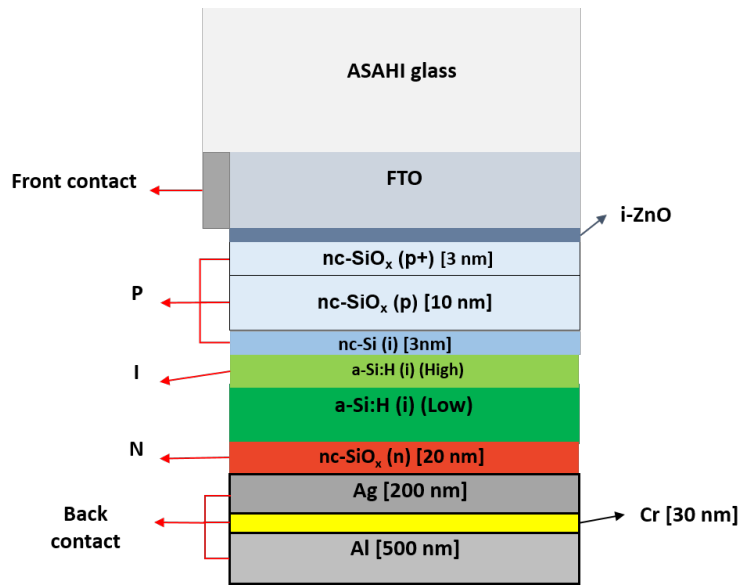 ASAHI glass
Front contact
FTO
i-ZnO
nc-SiOₓ (p+) [3 nm]
P
nc-SiOₓ (p) [10 nm]
nc-Si (i) [3nm]
I
a-Si:H (i) (High)
a-Si:H (i) (Low)
N
nc-SiOₓ (n) [20 nm]
Ag [200 nm]
Back
contact
Cr [30 nm]
Al [500 nm]